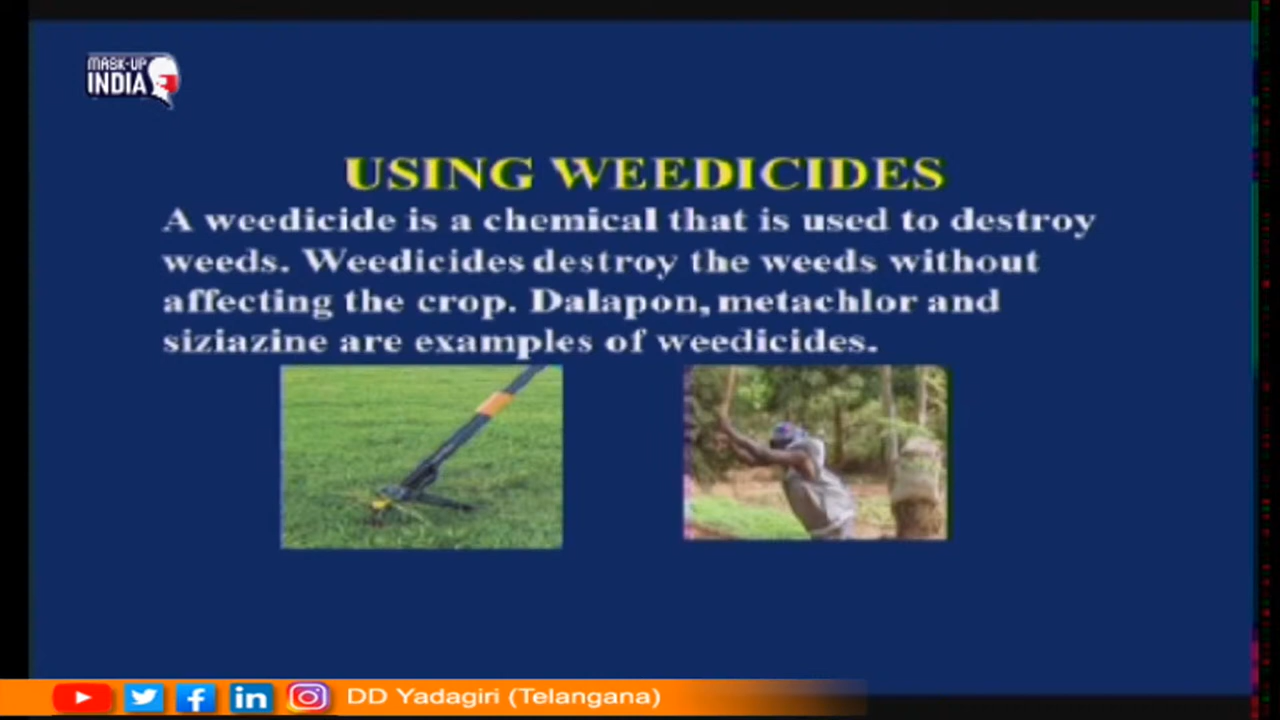 MASK-UP
INDIA
USING WEEDICIDES
A weedicide is a chemical that is used to destroy
weeds. Weedicides destroy the weeds without
affecting the crop. Dalapon, metachlor and
siziazine are examples of weedicides.
DD Yadagiri (Telangana)